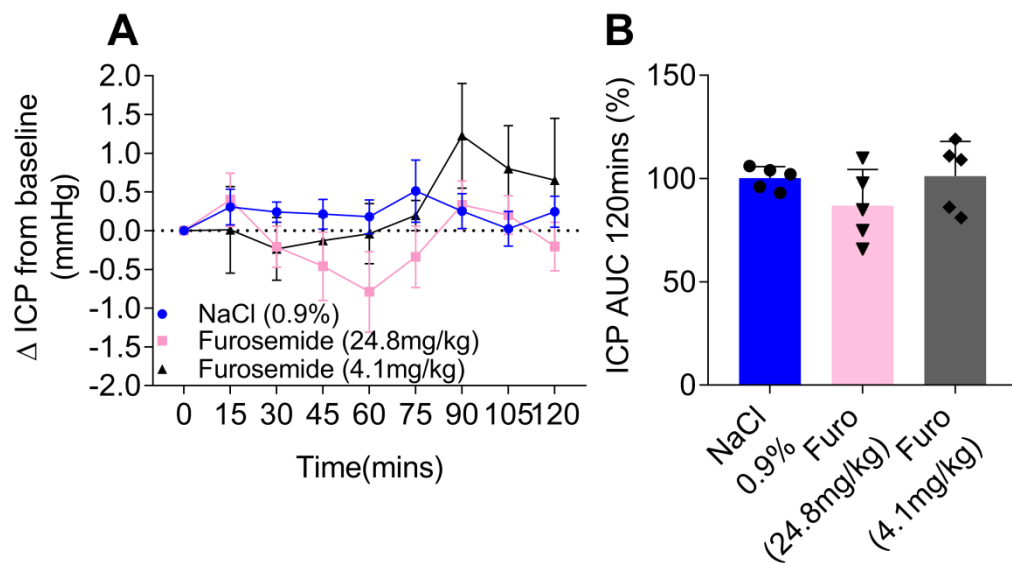 A
Δ ICP from baseline
(mmHg)
2.0
1.5
1.0
0.5
0.0
-0.5
-1.0
-1.5
-2.0
NaCl (0.9%)
Furosemide (24.8mg/kg)
Furosemide (4.1mg/kg)
0 15 30 45 60 75 90 105 120
Time(mins)
B
ICP AUC 120mins (%)
150
100
50
0
NaCl
0.9%
Furo
(24.8mg/kg)
Furo
(4.1mg/kg)